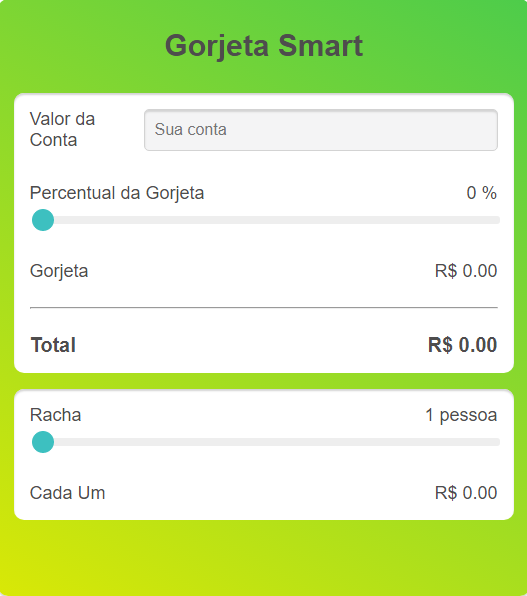 Gorjeta Smart
Valor da
Conta
Sua conta
Percentual da Gorjeta 0 %
Gorjeta R$ 0.00
Total R$ 0.00
Racha 1 pessoa
Cada Um R$ 0.00